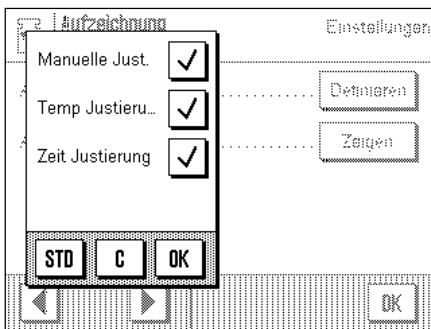 Aufzeichnung
Einstellungen
Manuelle Just.
Temp Justieru...
Zeit Justierung
Definieren
Zeigen
STD C OK
OK